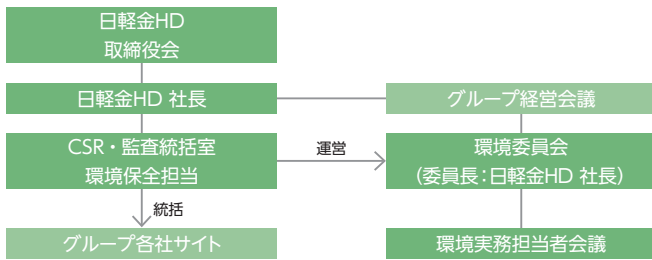 日軽金HD
取締役会
日軽金HD 社長
グループ経営会議
CSR・監査統括室
環境保全担当
運営
環境委員会
(委員長:日軽金HD 社長)
統括
グループ各社サイト
環境実務担当者会議